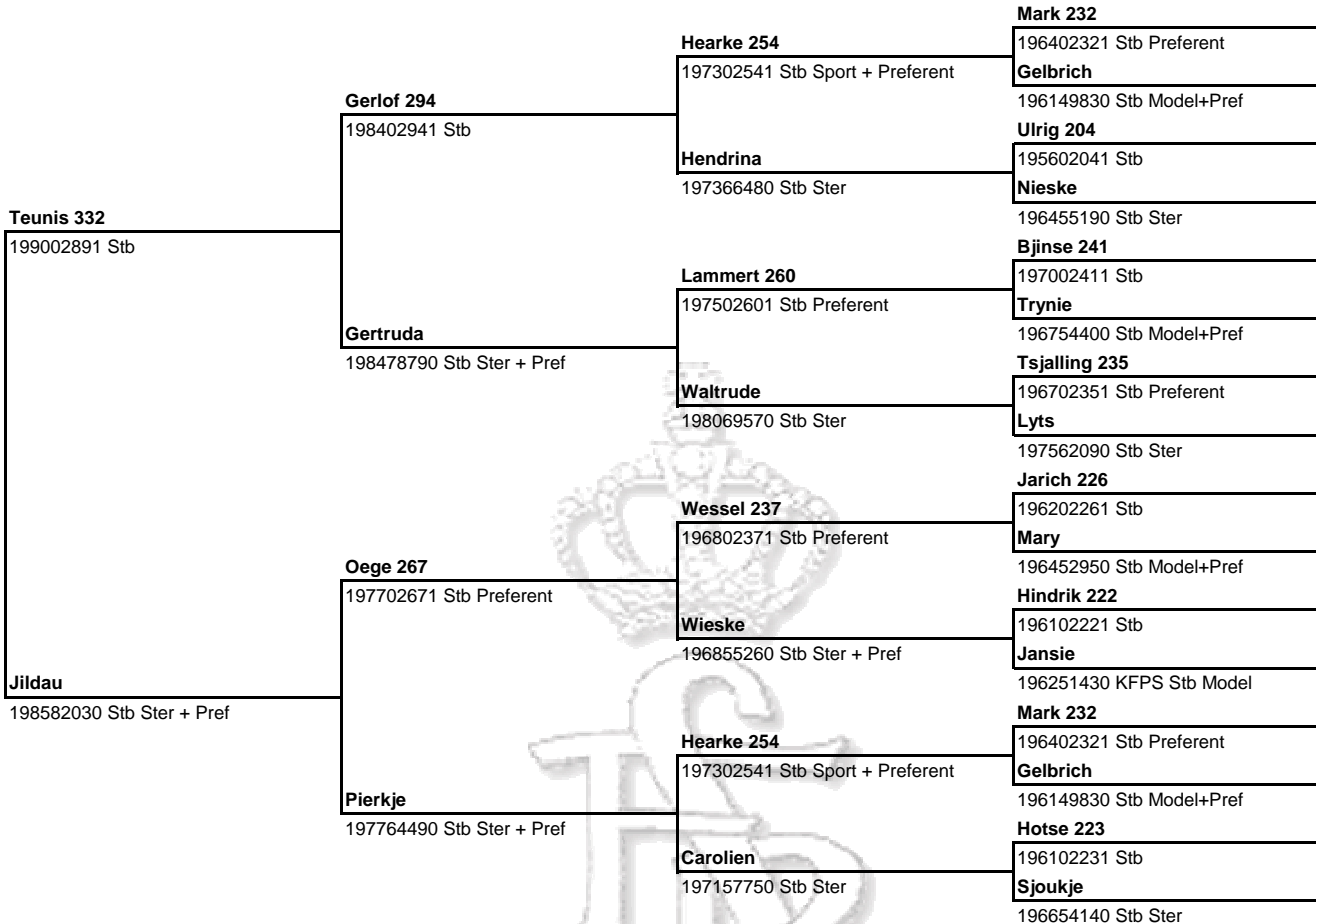 Teunis 332
199002891 Stb
Jildau
198582030 Stb Ster + Pref
Gerlof 294
198402941 Stb
Gertruda
198478790 Stb Ster + Pref
Oege 267
197702671 Stb Preferent
Pierkje
197764490 Stb Ster + Pref
Hearke 254
197302541 Stb Sport + Preferent
Hendrina
197366480 Stb Ster
Lammert 260
197502601 Stb Preferent
Waltrude
198069570 Stb Ster
Wessel 237
196802371 Stb Preferent
Wieske
196855260 Stb Ster + Pref
Hearke 254
197302541 Stb Sport + Preferent
Carolien
197157750 Stb Ster
Mark 232
196402321 Stb Preferent
Gelbrich
196149830 Stb Model+Pref
Ulrig 204
195602041 Stb
Nieske
196455190 Stb Ster
Bjinse 241
197002411 Stb
Trynie
196754400 Stb Model+Pref
Tsjalling 235
196702351 Stb Preferent
Lyts
197562090 Stb Ster
Jarich 226
196202261 Stb
Mary
196452950 Stb Model+Pref
Hindrik 222
196102221 Stb
Jansie
196251430 KFPS Stb Model
Mark 232
196402321 Stb Preferent
Gelbrich
196149830 Stb Model+Pref
Hotse 223
196102231 Stb
Sjoukje
196654140 Stb Ster